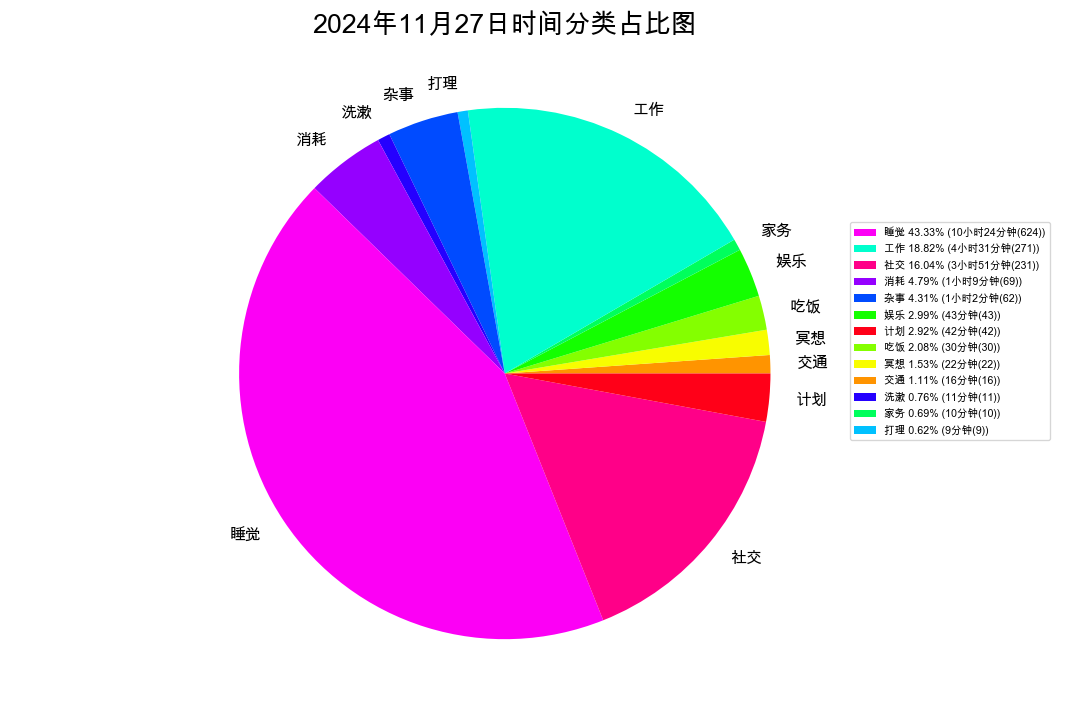 2024年11月27日时间分类占比图
打理
杂事
洗漱
消耗
工作
家务
娱乐
吃饭
冥想
交通
计划
社交
睡觉
睡觉 43.33% (10小时24分钟(624))
工作 18.82% (4小时31分钟(271))
社交 16.04% (3小时51分钟(231))
消耗 4.79% (1小时9分钟(69))
杂事 4.31% (1小时2分钟(62))
娱乐 2.99% (43分钟(43))
计划 2.92% (42分钟(42))
吃饭 2.08% (30分钟(30))
冥想 1.53% (22分钟(22))
交通 1.11% (16分钟(16))
洗漱 0.76% (11分钟(11))
家务 0.69% (10分钟(10))
打理 0.62% (9分钟(9))